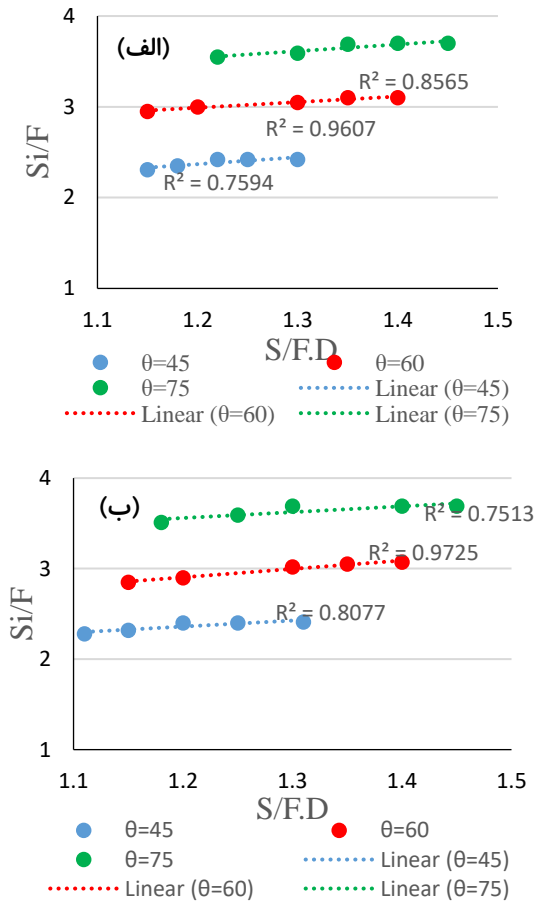 4
(الف)
R² = 0.8565
3
R² = 0.9607
Si/F
R² = 0.7594
2
1
1.1 1.2 1.3 1.4 1.5
S/F.D
θ=45 θ=60
θ=75 Linear (θ=45)
Linear (θ=60) Linear (θ=75)
4
(ب)
R² = 0.7513
R² = 0.9725
3
Si/F
R² = 0.8077
2
1
1.1 1.2 1.3 1.4 1.5
S/F.D
θ=45 θ=60
θ=75 Linear (θ=45)
Linear (θ=60) Linear (θ=75)